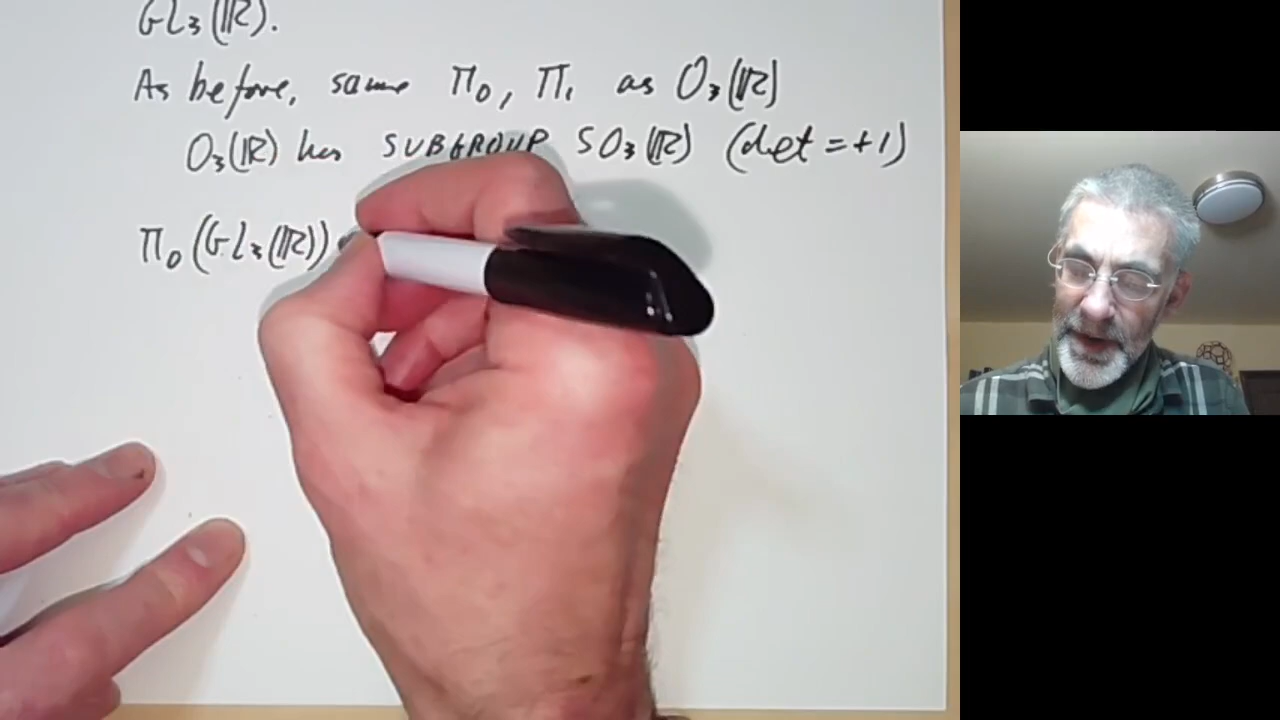 GL₃(ℝ).
As before, same Π₀, Π₁ as O₃(ℝ)
O₃(ℝ) has SUBGROUP SO₃(ℝ) (det = +1)
Π₀(GL₃(ℝ))